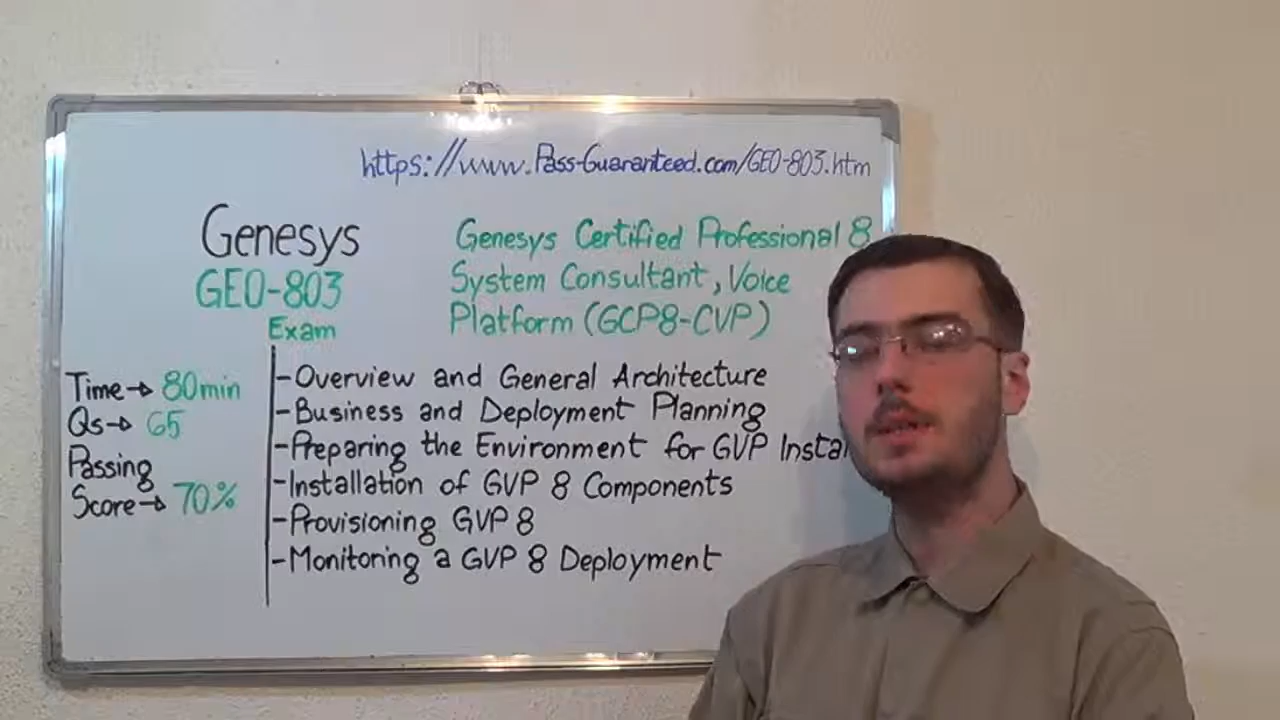 https://www.Pass-Guaranteed.com/GE0-803.htm
Genesys
GE0-803
Exam
Genesys Certified Professional 8
System Consultant, Voice
Platform (GCP8-CVP)
Time→ 80min
Qs→ 65
Passing
Score→ 70%
-Overview and General Architecture
-Business and Deployment Planning
-Preparing the Environment for GVP Instal
-Installation of GVP 8 Components
-Provisioning GVP 8
-Monitoring a GVP 8 Deployment